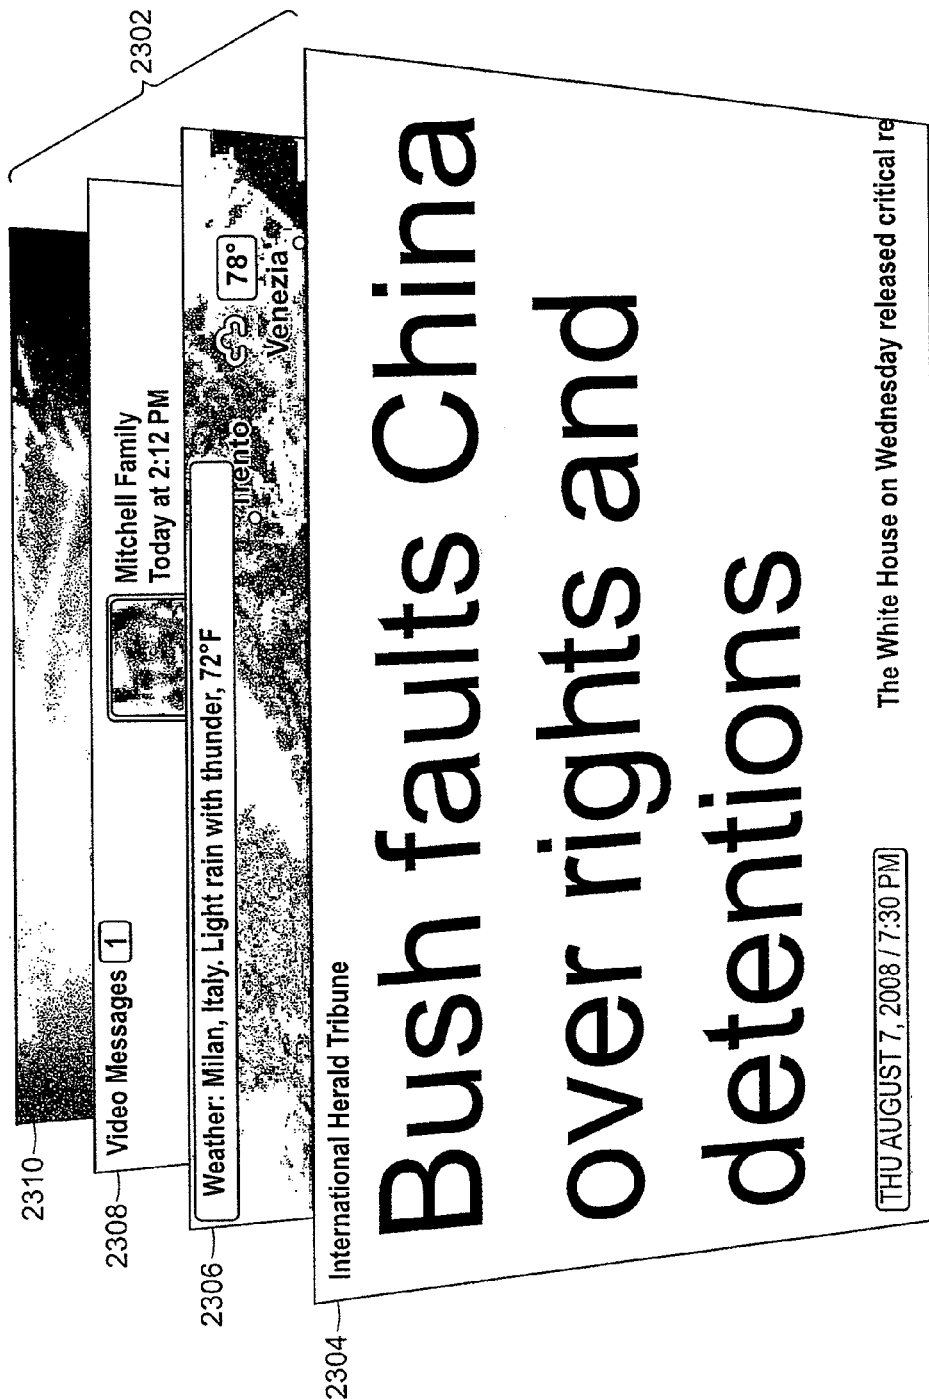 2302
2310
2308
Video Messages 1
Mitchell Family
Today at 2:12 PM
2306
Weather: Milan, Italy. Light rain with thunder, 72°F
Trento
78°
Venezia
2304
International Herald Tribune
Bush faults China
over rights and
detentions
THU AUGUST 7, 2008 / 7:30 PM
The White House on Wednesday released critical re